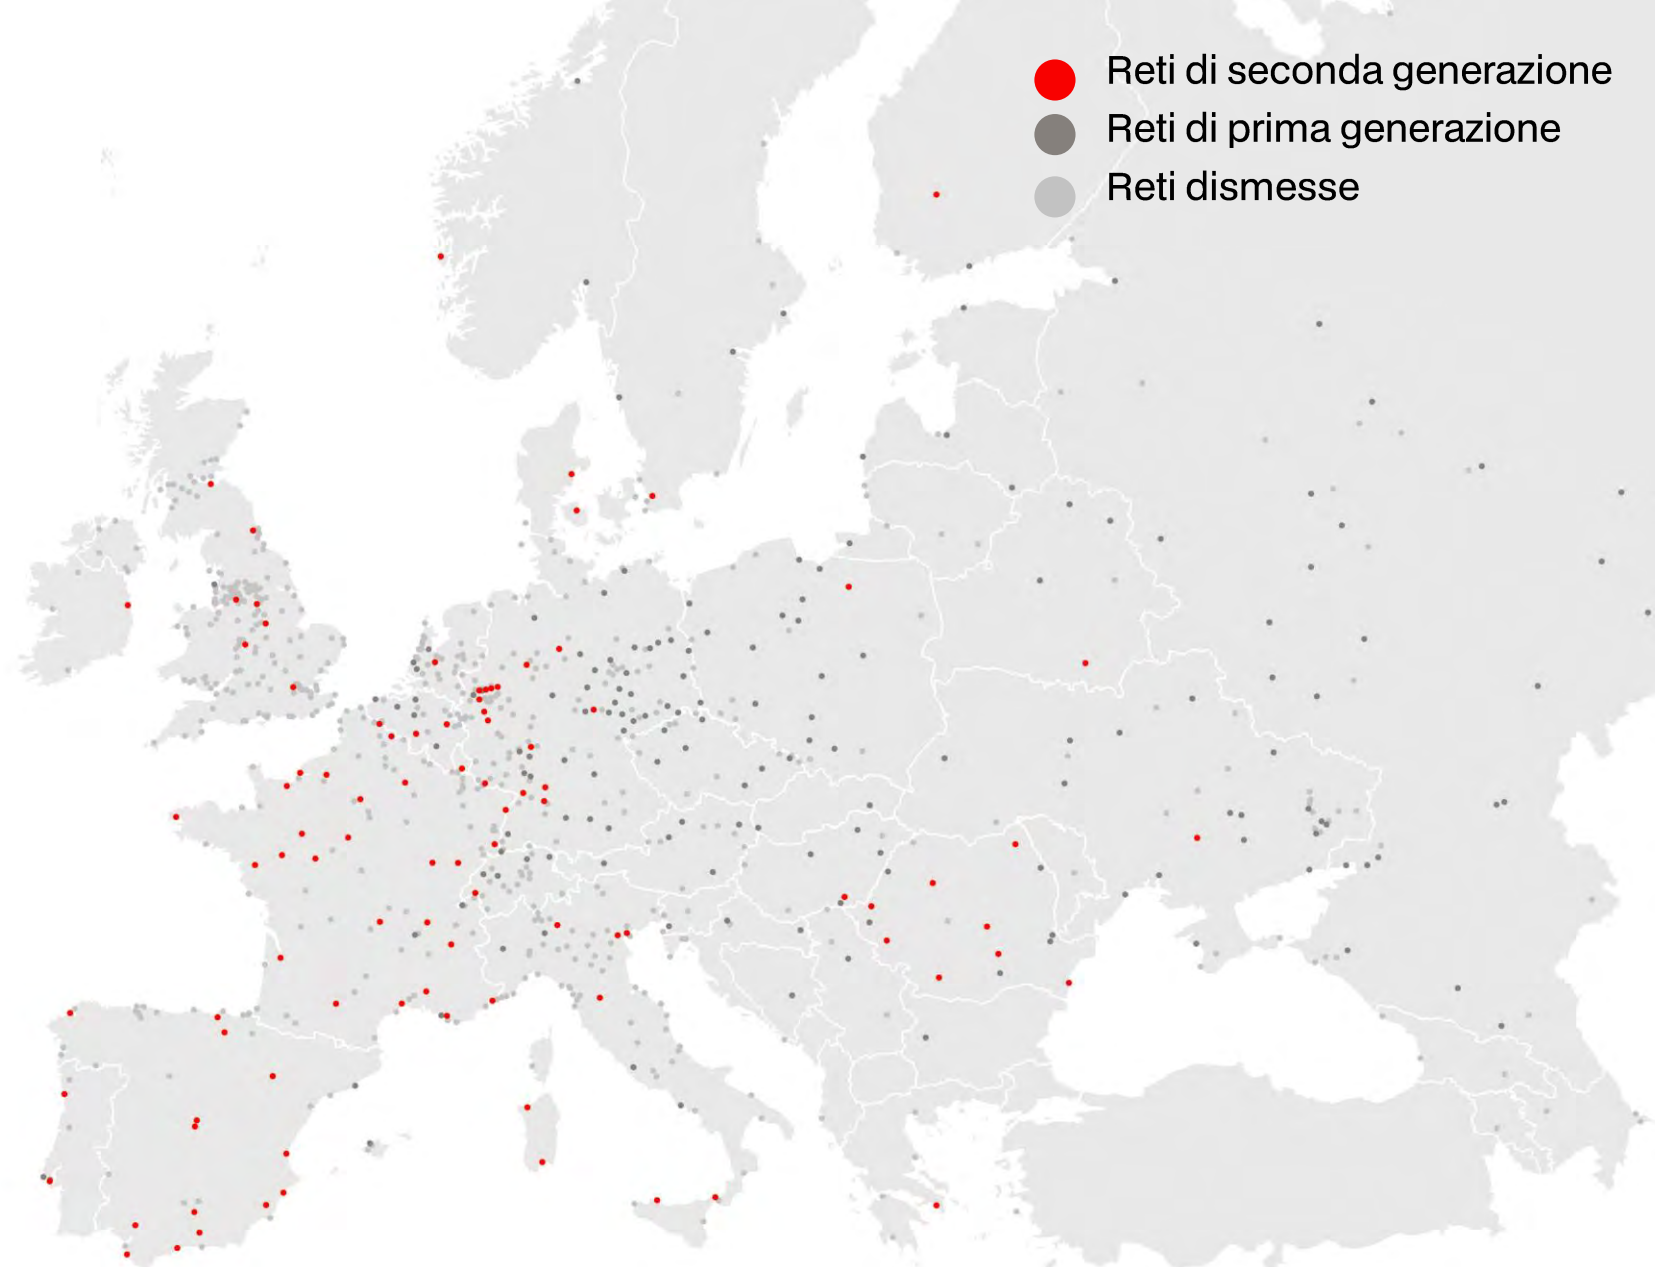 Reti di seconda generazione
Reti di prima generazione
Reti dismesse